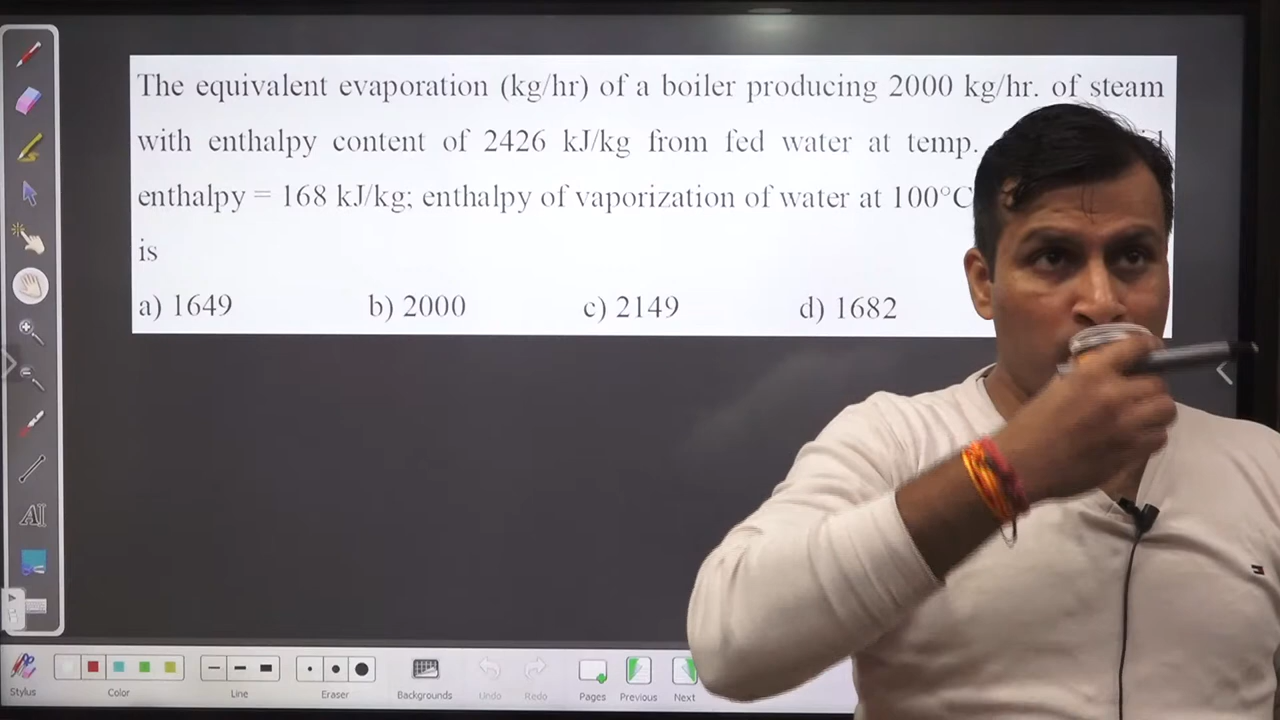 The equivalent evaporation (kg/hr) of a boiler producing 2000 kg/hr. of steam
with enthalpy content of 2426 kJ/kg from fed water at temp.
enthalpy = 168 kJ/kg; enthalpy of vaporization of water at 100°C
is
a) 1649 b) 2000 c) 2149 d) 1682
AI
Stylus Color Line Eraser Backgrounds Undo Redo Pages Previous Next